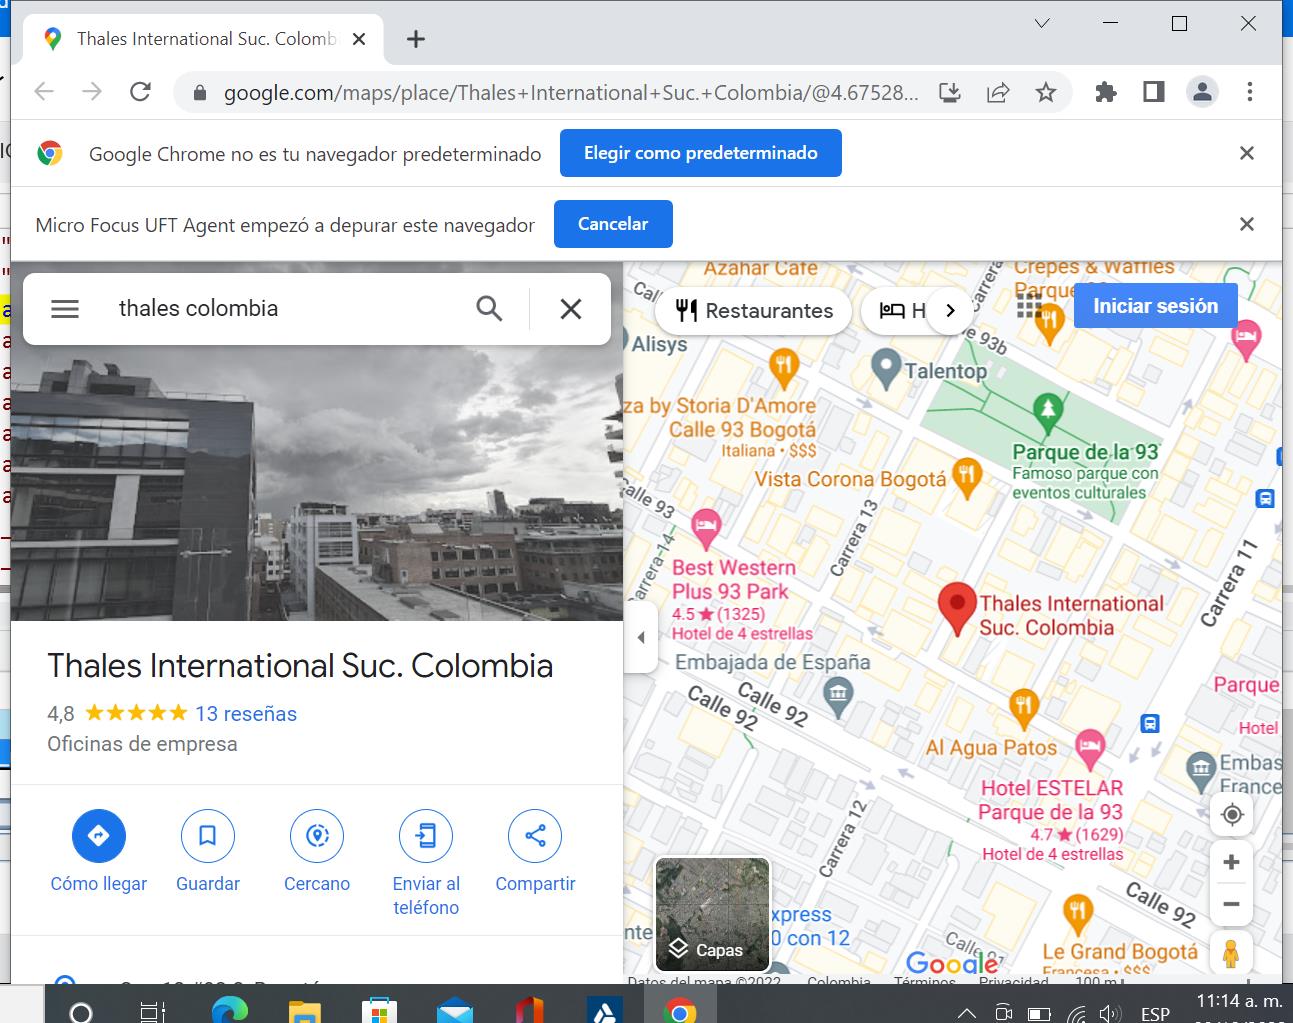 Thales International Suc. Colomb
google.com/maps/place/Thales+International+Suc.+Colombia/@4.67528...
Google Chrome no es tu navegador predeterminado
Elegir como predeterminado
Micro Focus UFT Agent empezó a depurar este navegador
Cancelar
thales colombia
Thales International Suc. Colombia
4,8
13 reseñas
Oficinas de empresa
Cómo llegar
Guardar
Cercano
Enviar al
teléfono
Compartir
Azahar Cafe
Carrera
Crepes & Waffles
Parque
Restaurantes
H
Iniciar sesión
Alisys
Talentop
Calle 93b
za by Storia D'Amore
Calle 93 Bogotá
Italiana • $$$
Parque de la 93
Famoso parque con
eventos culturales
Vista Corona Bogotá
Calle 93
Carrera 13
Carrera 14
Carrera 11
Best Western
Plus 93 Park
4.5 ★ (1325)
Hotel de 4 estrellas
Thales International
Suc. Colombia
Embajada de España
Calle 92
Calle 92
Parque
Hotel
Al Agua Patos
Hotel ESTELAR
Parque de la 93
4.7 ★ (1629)
Hotel de 4 estrellas
Embas
France
Carrera 12
Calle 92
xpress
0 con 12
Capas
Le Grand Bogotá
Francesa • $$$
Google
Datos del mapa ©2022
Colombia
Términos
Privacidad
100 m
ESP
11:14 a. m.